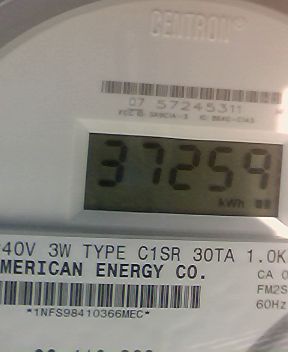 CENTRON®
07 57245311
37259
kWh
40V 3W TYPE C1SR 30TA 1.0K
MERICAN ENERGY CO.
CA 0
FM2S
60Hz
*1NFS98410366MEC*